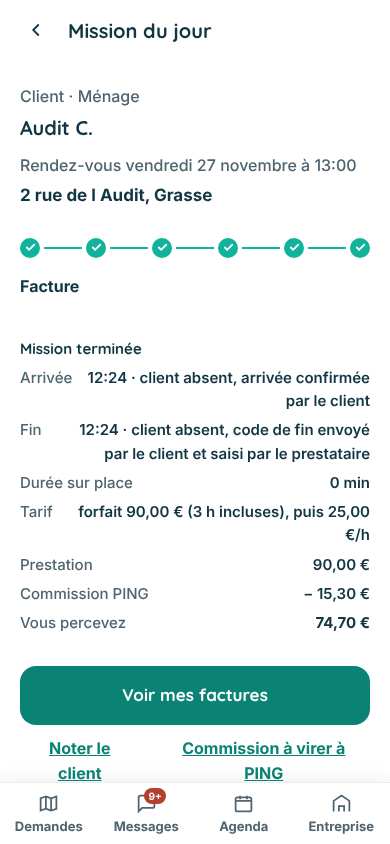 Mission du jour
Client · Ménage
Audit C.
Rendez-vous vendredi 27 novembre à 13:00
2 rue de l Audit, Grasse
Facture
Mission terminée
Arrivée 12:24 · client absent, arrivée confirmée
par le client
Fin 12:24 · client absent, code de fin envoyé
par le client et saisi par le prestataire
Durée sur place 0 min
Tarif forfait 90,00 € (3 h incluses), puis 25,00
€/h
Prestation 90,00 €
Commission PING – 15,30 €
Vous percevez 74,70 €
Voir mes factures
Noter le Commission à virer à
client PING
9+
Demandes Messages Agenda Entreprise